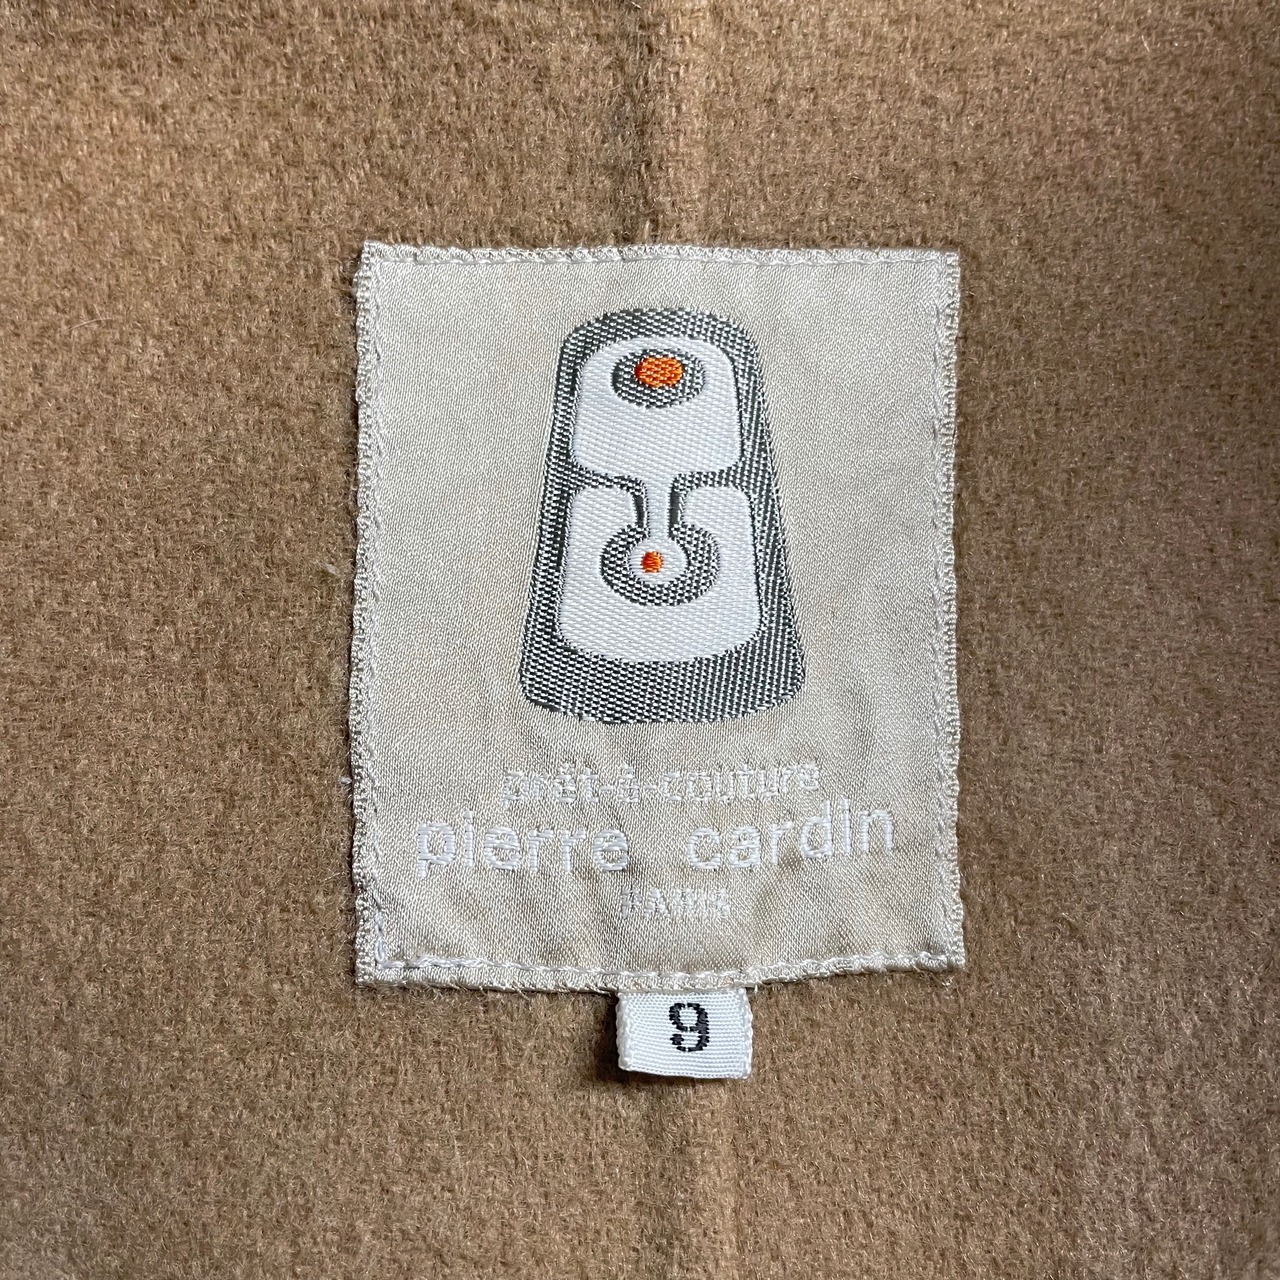 prêt-à-couture
pierre cardin
PARIS
9